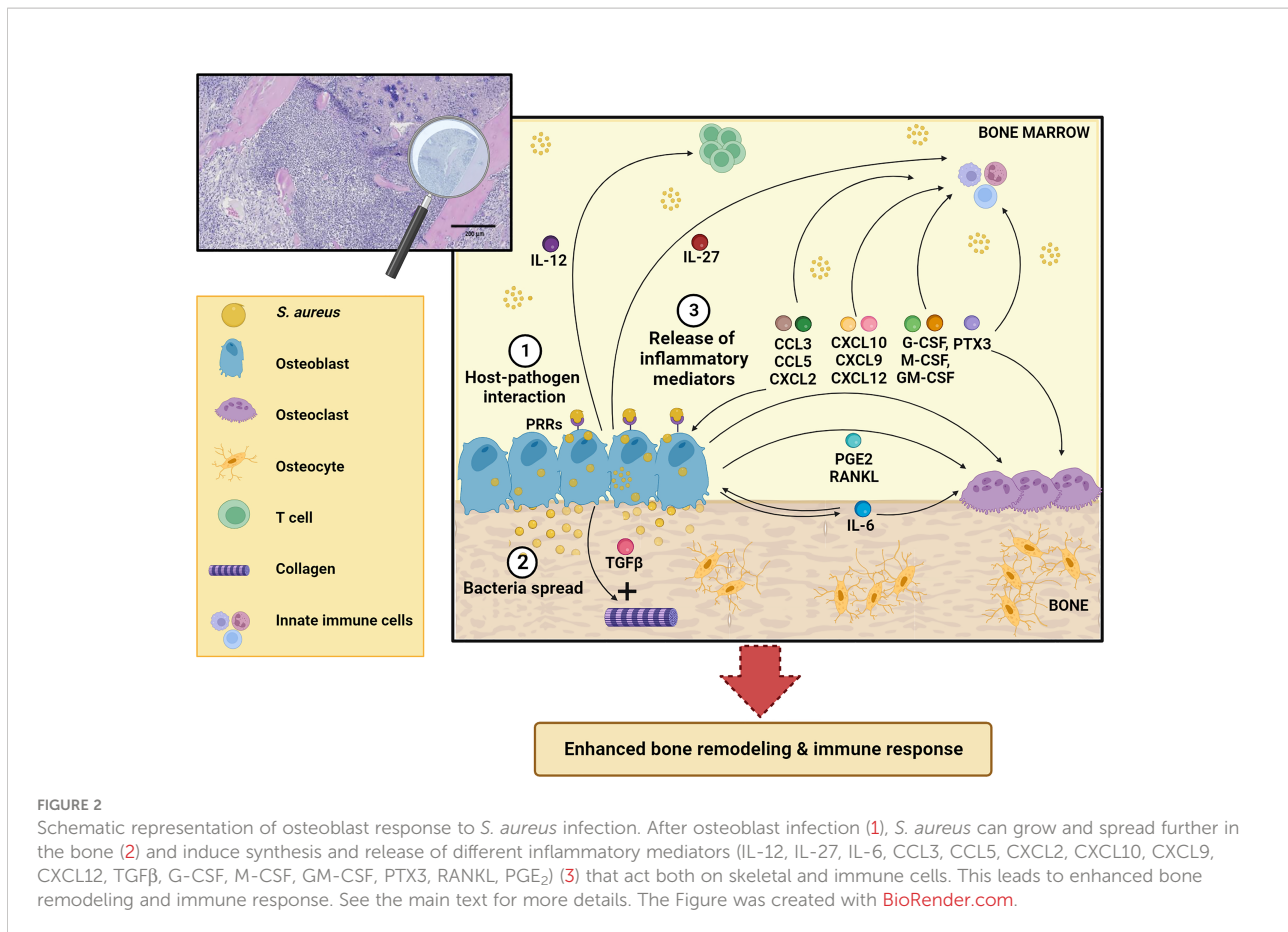 BONE MARROW
200 µm
IL-12
IL-27
S. aureus
Osteoblast
Osteoclast
Osteocyte
T cell
Collagen
Innate immune cells
1
Host-pathogen
interaction
PRRs
3
Release of
inflammatory
mediators
CCL3
CCL5
CXCL2
CXCL10
CXCL9
CXCL12
G-CSF,
M-CSF,
GM-CSF
PTX3
PGE2
RANKL
IL-6
2
Bacteria spread
TGFβ
+
BONE
Enhanced bone remodeling & immune response
FIGURE 2
Schematic representation of osteoblast response to S. aureus infection. After osteoblast infection (1), S. aureus can grow and spread further in
the bone (2) and induce synthesis and release of different inflammatory mediators (IL-12, IL-27, IL-6, CCL3, CCL5, CXCL2, CXCL10, CXCL9,
CXCL12, TGFβ, G-CSF, M-CSF, GM-CSF, PTX3, RANKL, PGE₂) (3) that act both on skeletal and immune cells. This leads to enhanced bone
remodeling and immune response. See the main text for more details. The Figure was created with BioRender.com.